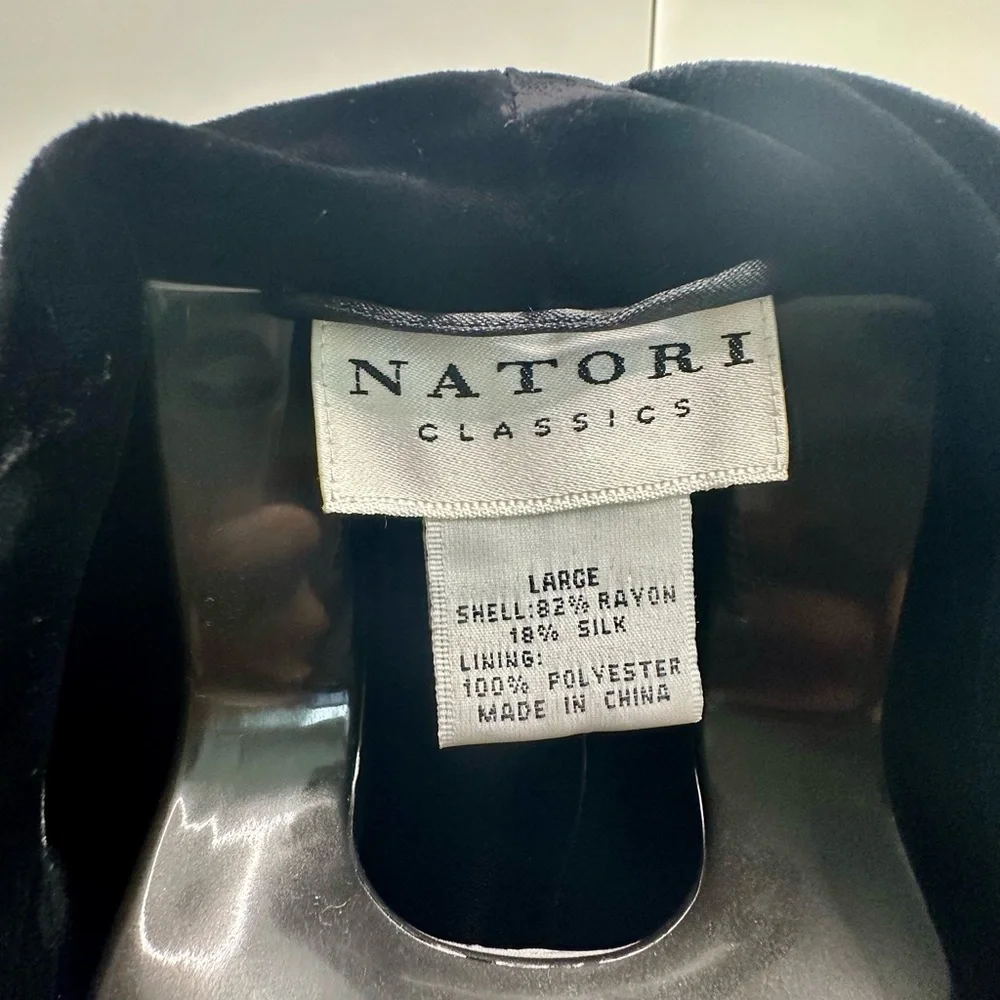 NATORI
CLASSICS
LARGE
SHELL:82% RAYON
18% SILK
LINING:
100% POLYESTER
MADE IN CHINA